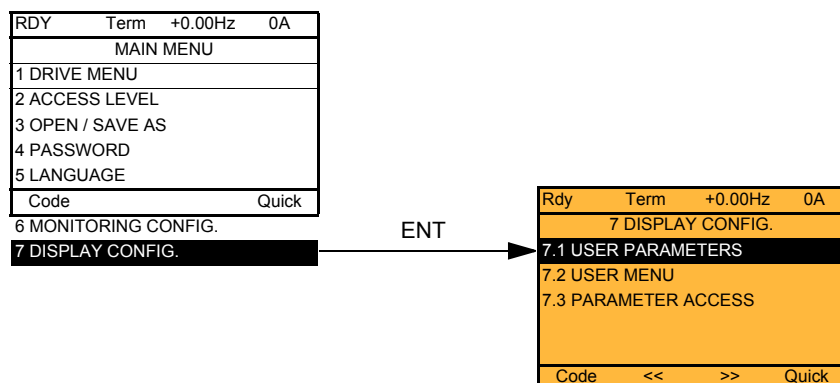 RDY Term +0.00Hz 0A
MAIN MENU
1 DRIVE MENU
2 ACCESS LEVEL
3 OPEN / SAVE AS
4 PASSWORD
5 LANGUAGE
Code Quick
6 MONITORING CONFIG.
7 DISPLAY CONFIG.
ENT
Rdy Term +0.00Hz 0A
7 DISPLAY CONFIG.
7.1 USER PARAMETERS
7.2 USER MENU
7.3 PARAMETER ACCESS
Code << >> Quick